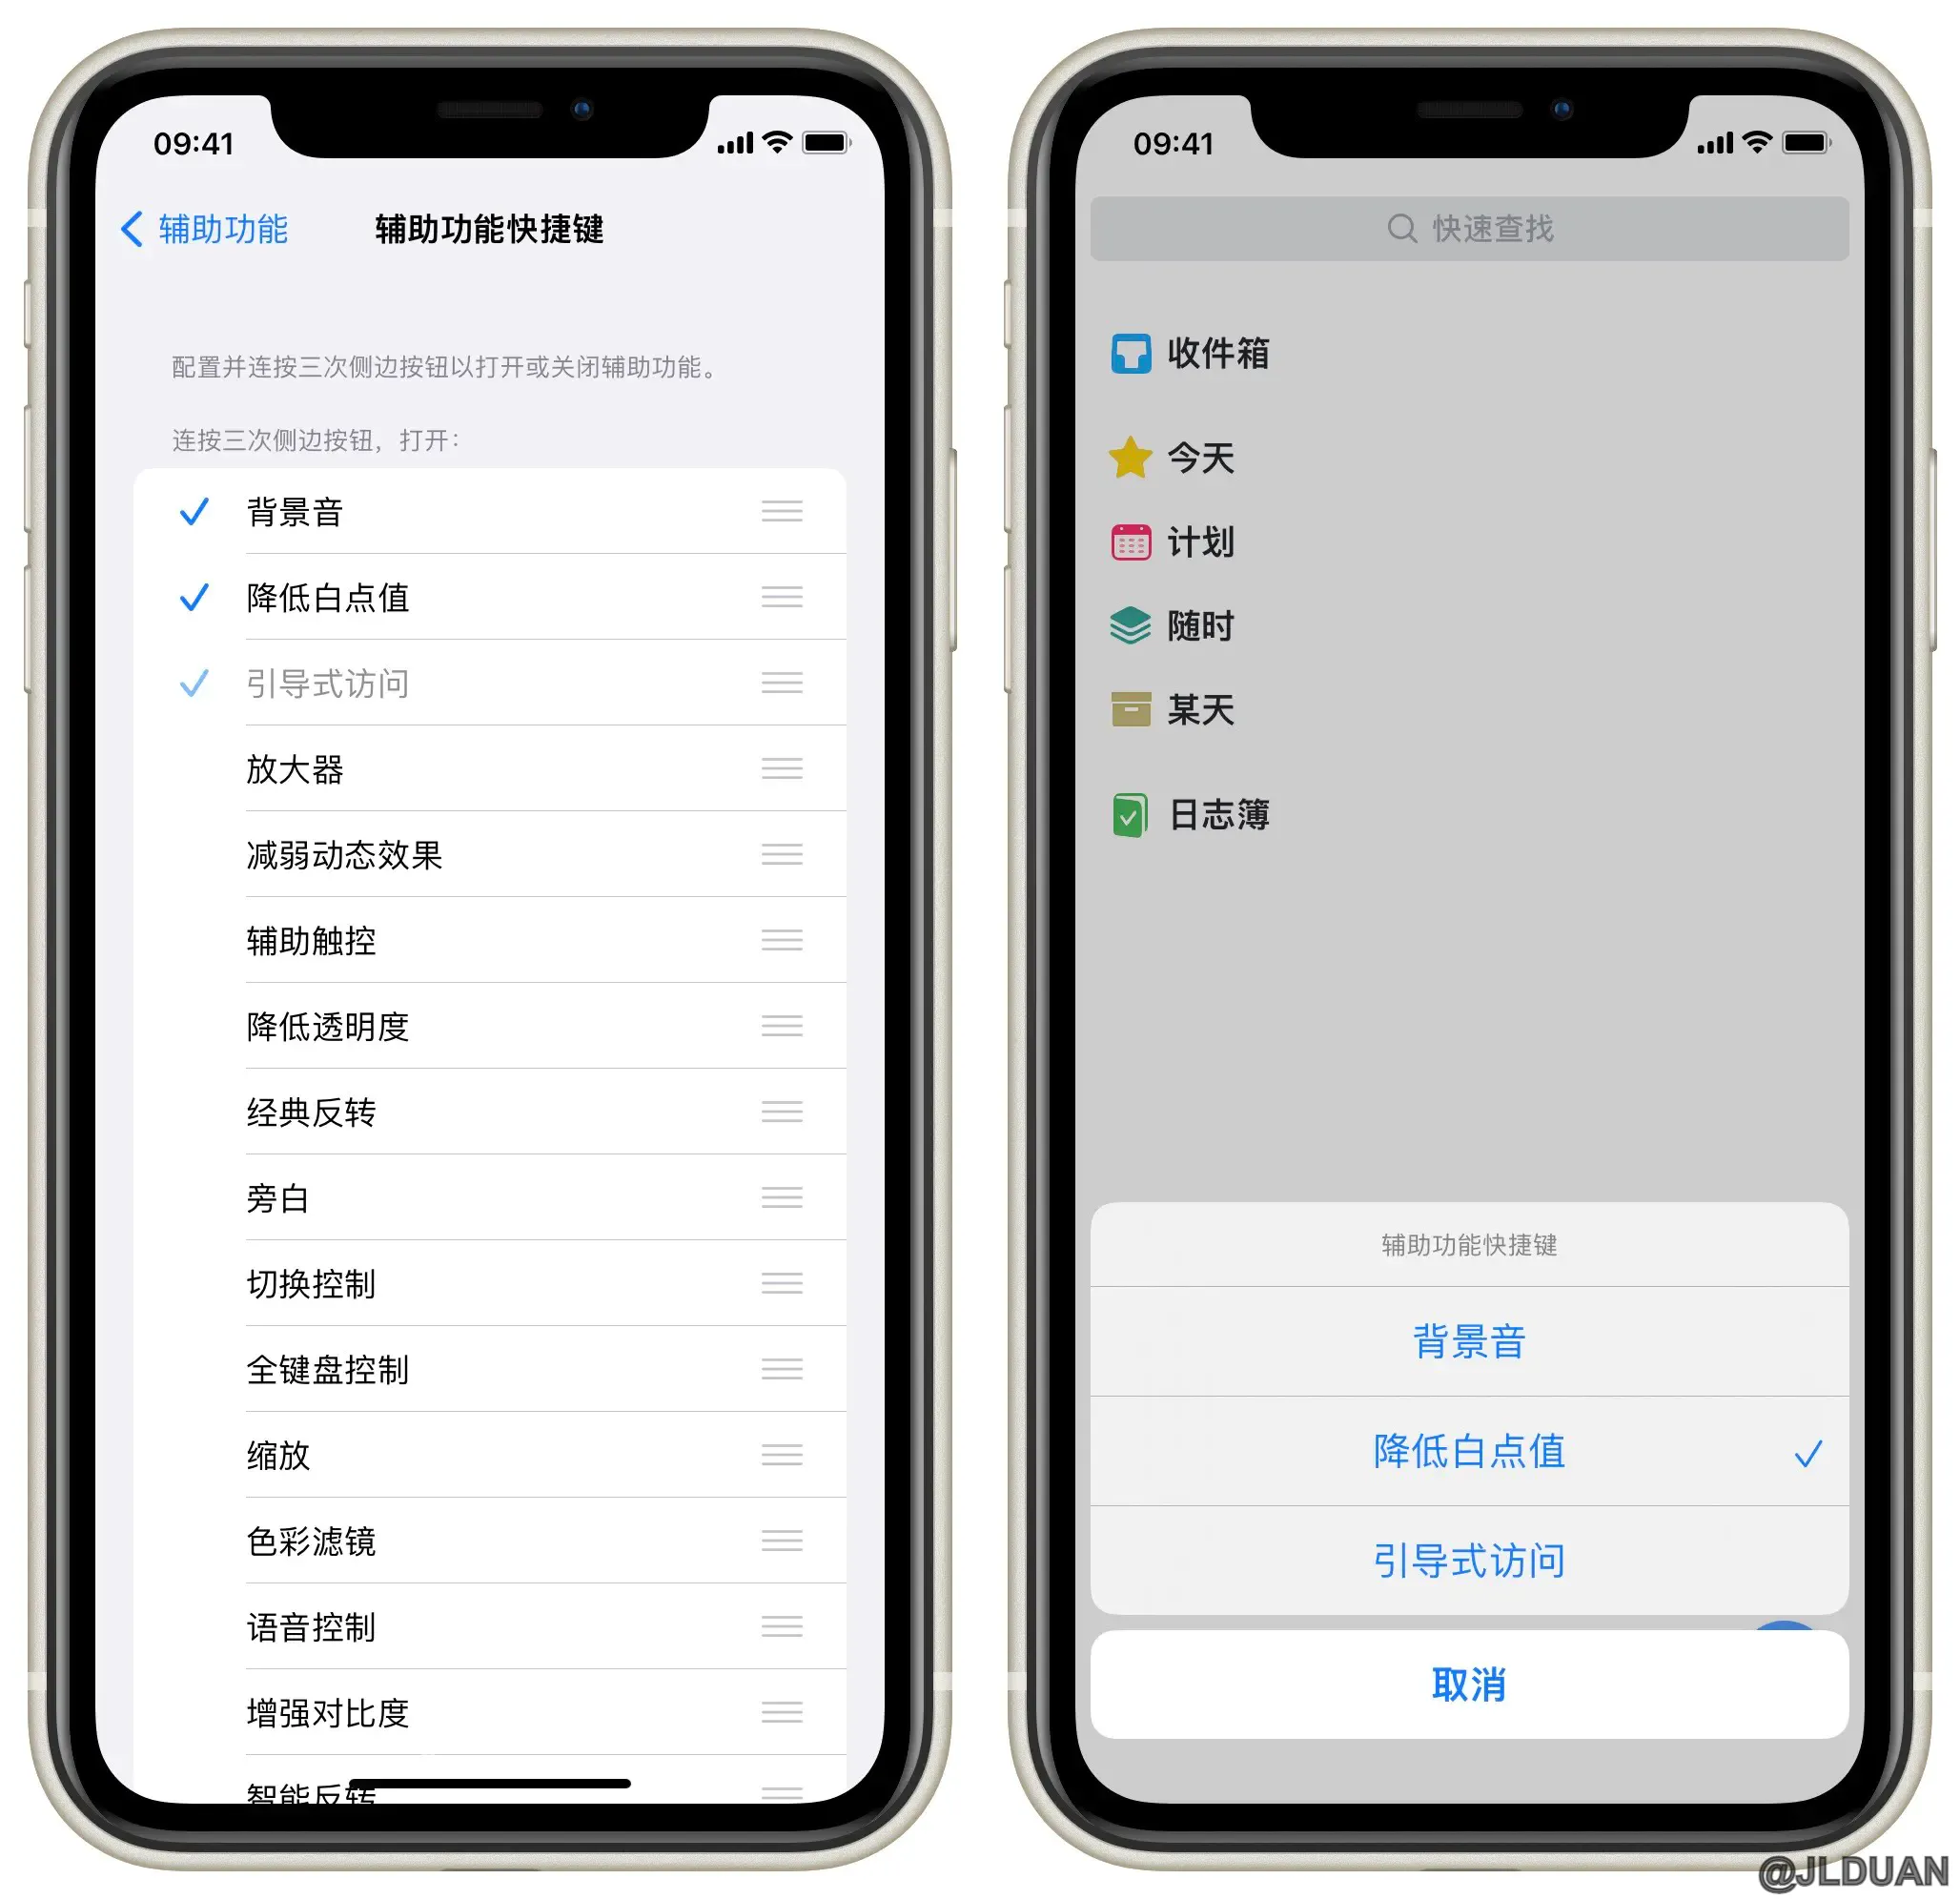 09:41
辅助功能
辅助功能快捷键
配置并连按三次侧边按钮以打开或关闭辅助功能。
连按三次侧边按钮，打开：
背景音
降低白点值
引导式访问
放大器
减弱动态效果
辅助触控
降低透明度
经典反转
旁白
切换控制
全键盘控制
缩放
色彩滤镜
语音控制
增强对比度
智能反转
09:41
快速查找
收件箱
今天
计划
随时
某天
日志簿
辅助功能快捷键
背景音
降低白点值
引导式访问
取消
@JLDUAN